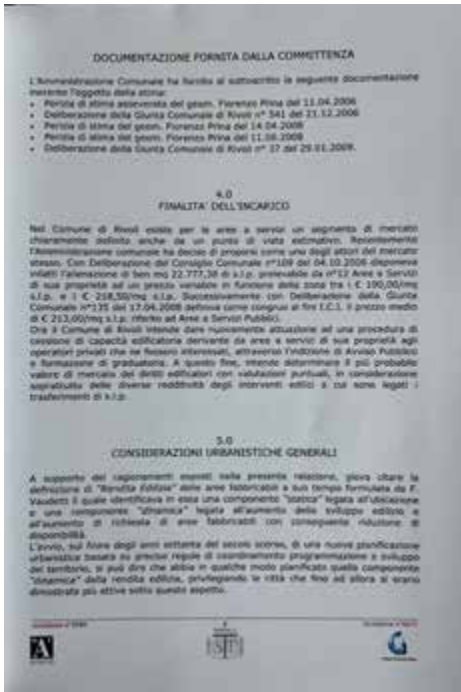 DOCUMENTAZIONE FORNITA DALLA COMMITTENZA
L'Amministrazione Comunale ha fornito al sottoscritto la seguente documentazione
inerente l'oggetto della stima:
• Perizia di stima asseverata del geom. Fiorenzo Prina del 11.04.2006
• Deliberazione della Giunta Comunale di Rivoli n° 541 del 21.12.2006
• Perizia di stima del geom. Fiorenzo Prina del 14.04.2008
• Perizia di stima del geom. Fiorenzo Prina del 11.06.2008
• Deliberazione della Giunta Comunale di Rivoli n° 37 del 29.01.2009.
4.0
FINALITA' DELL'INCARICO
Nel Comune di Rivoli esiste per le aree a servizi un segmento di mercato
chiaramente definito anche da un punto di vista estimativo. Recentemente
l'Amministrazione comunale ha deciso di proporsi come uno degli attori del mercato
stesso. Con Deliberazione del Consiglio Comunale n°109 del 04.10.2006 disponeva
infatti l'alienazione di ben mq 22.777,38 di s.l.p. prelevabile da n°12 Aree a Servizi
di sua proprietà ad un prezzo variabile in funzione della zona tra i € 190,00/mq
s.l.p. e i € 218,50/mq s.l.p. Successivamente con Deliberazione della Giunta
Comunale n°135 del 17.04.2008 definiva come congruo ai fini I.C.I. il prezzo medio
di € 213,00/mq s.l.p. riferito ad Aree a Servizi Pubblici.
Ora il Comune di Rivoli intende dare nuovamente attuazione ad una procedura di
cessione di capacità edificatoria derivante da aree a servizi di sua proprietà agli
operatori privati che ne fossero interessati, attraverso l'indizione di Avviso Pubblico
e formazione di graduatoria. A questo fine, intende determinare il più probabile
valore di mercato dei diritti edificatori con valutazioni puntuali, in considerazione
soprattutto delle diverse redditività degli interventi edilizi a cui sono legati i
trasferimenti di s.l.p.
5.0
CONSIDERAZIONI URBANISTICHE GENERALI
A supporto dei ragionamenti esposti nella presente relazione, giova citare la
definizione di "Rendita Edilizia" delle aree fabbricabili a suo tempo formulata da F.
Vaudetti il quale identificava in essa una componente "statica" legata all'ubicazione
e una componente "dinamica" legata all'aumento dello sviluppo edilizio e
all'aumento di richiesta di aree fabbricabili con conseguente riduzione di
disponibilità.
L'avvio, sul finire degli anni settanta del secolo scorso, di una nuova pianificazione
urbanistica basata su precise regole di coordinamento programmazione e sviluppo
del territorio, si può dire che abbia in qualche modo planificato quella componente
"dinamica" della rendita edilizia, privilegiando le città che fino ad allora si erano
dimostrate più attive sotto questo aspetto.
A
G